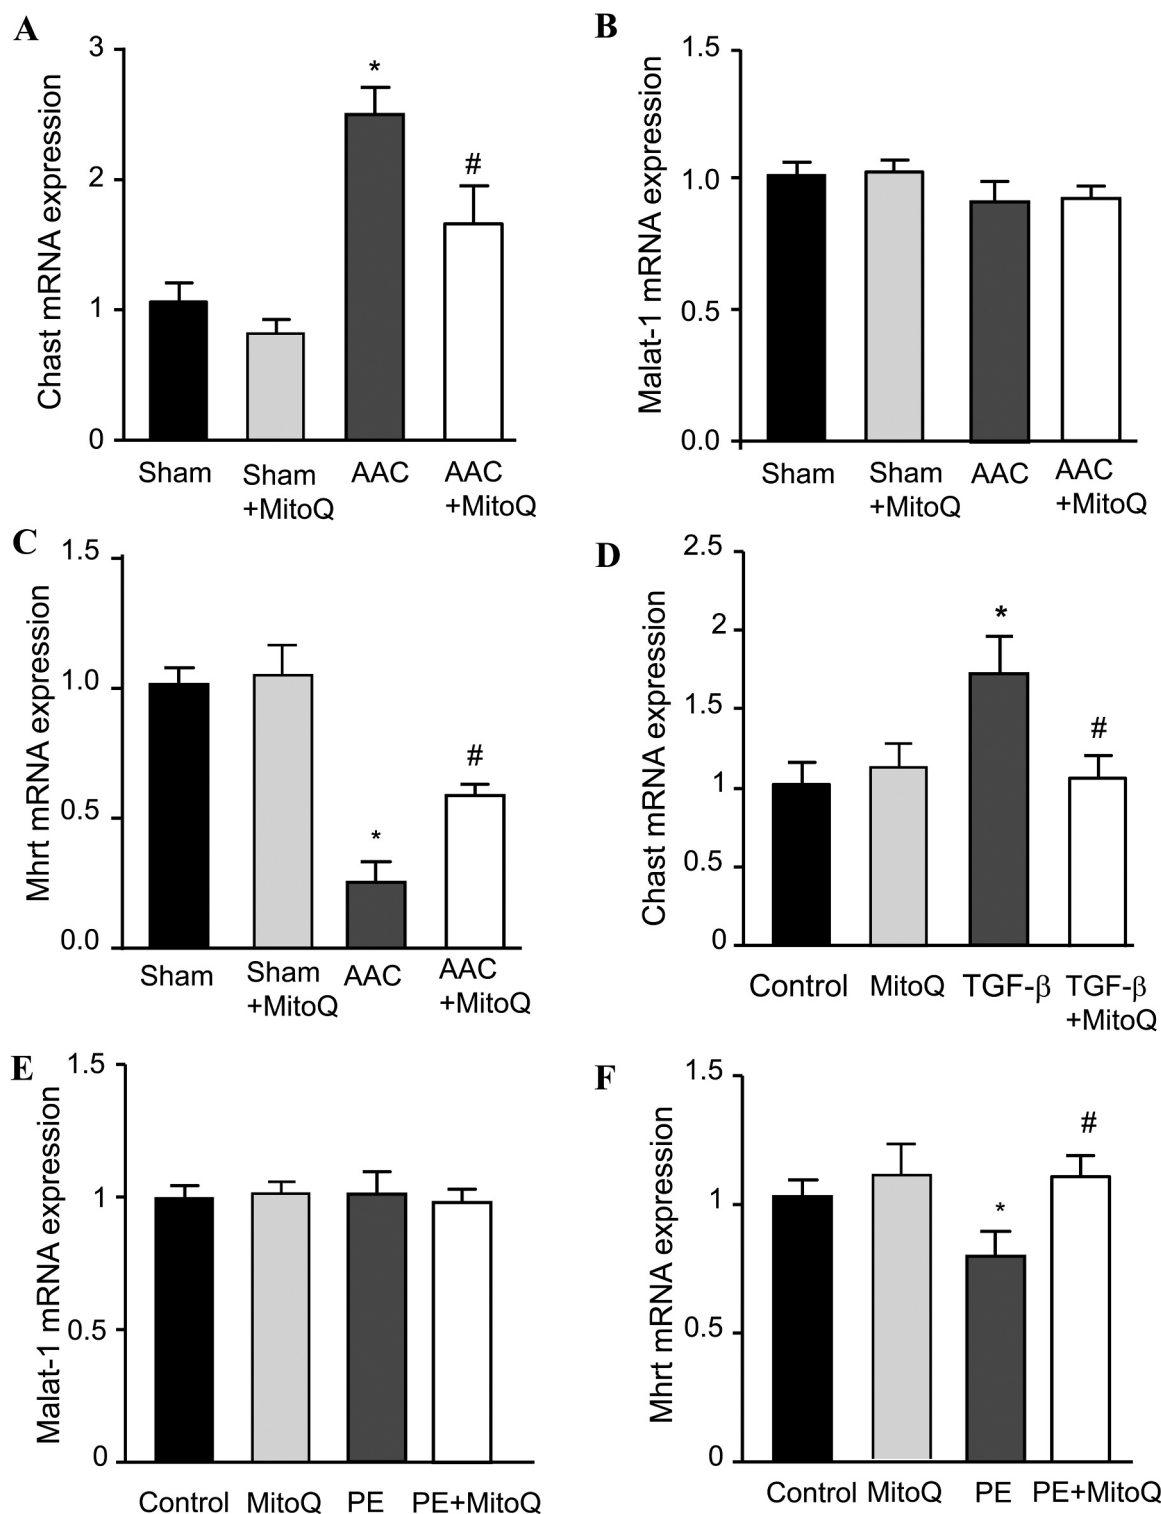 A
Chast mRNA expression
3
2
1
0
*
#
Sham
Sham
+MitoQ
AAC
AAC
+MitoQ
B
Malat-1 mRNA expression
1.5
1.0
0.5
0.0
Sham
Sham
+MitoQ
AAC
AAC
+MitoQ
C
Mhrt mRNA expression
1.5
1.0
0.5
0.0
*
#
Sham
Sham
+MitoQ
AAC
AAC
+MitoQ
D
Chast mRNA expression
2.5
2
1.5
1
0.5
0
*
#
Control
MitoQ
TGF-β
TGF-β
+MitoQ
E
Malat-1 mRNA expression
1.5
1
0.5
0
Control
MitoQ
PE
PE+MitoQ
F
Mhrt mRNA expression
1.5
1
0.5
0
*
#
Control
MitoQ
PE
PE+MitoQ